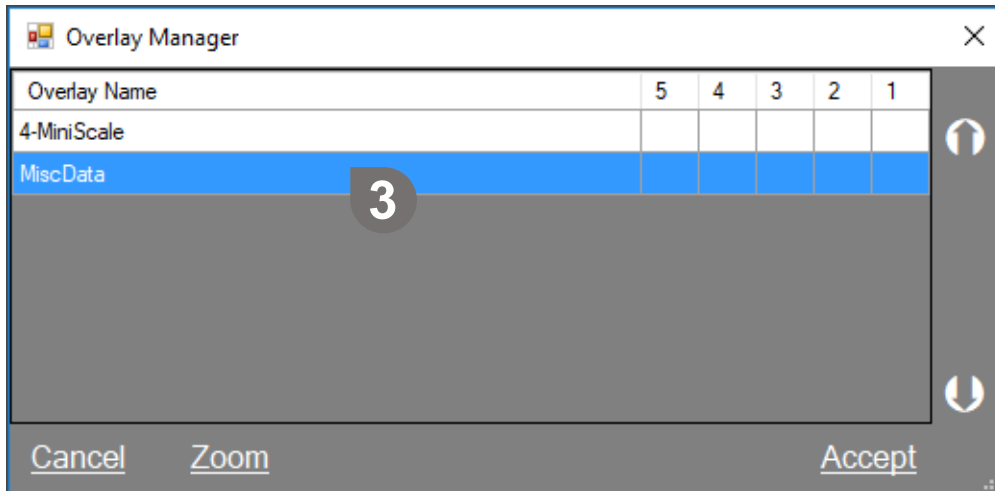 Overlay Manager
Overlay Name 5 4 3 2 1
4-MiniScale
MiscData
3
Cancel Zoom Accept